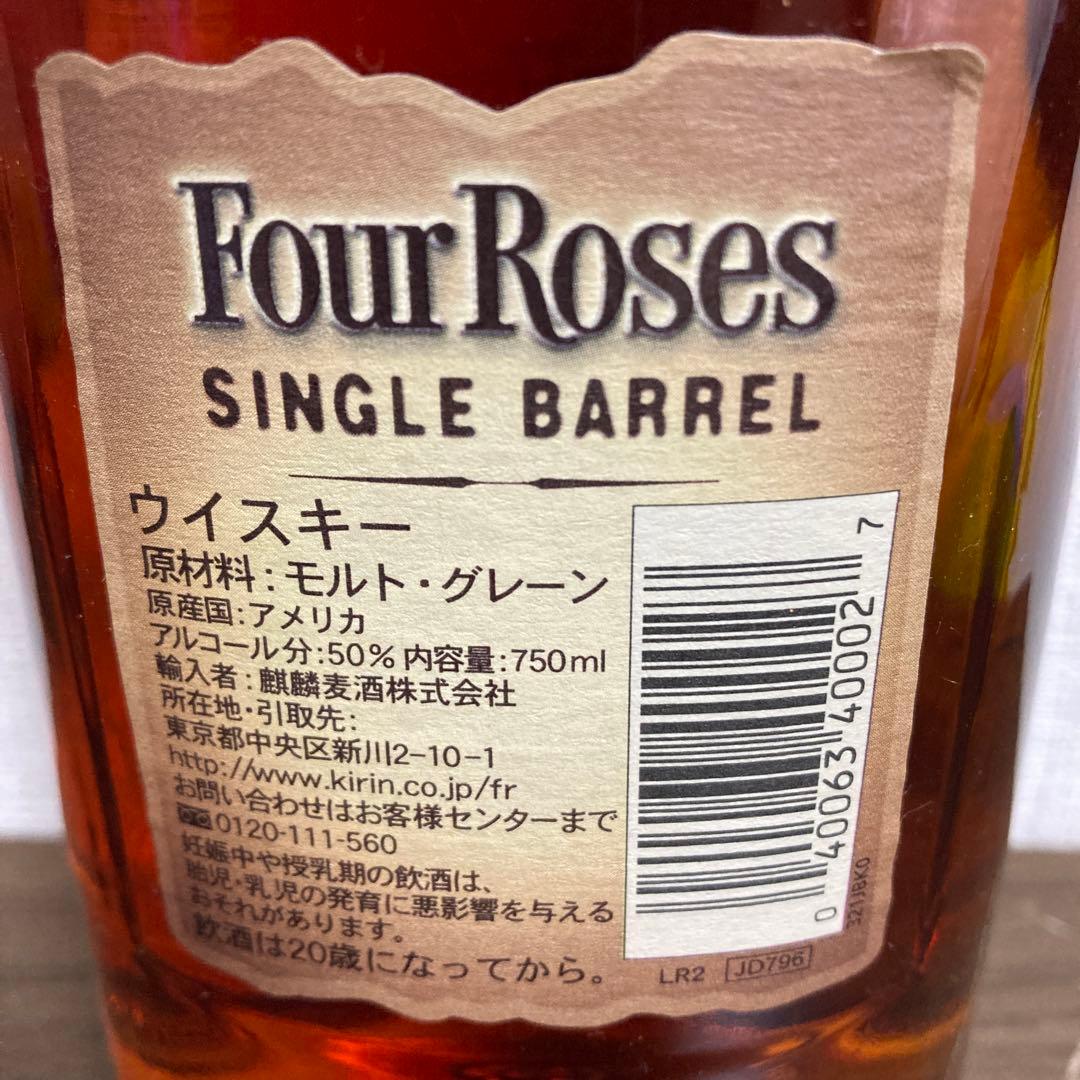 Four Roses
SINGLE BARREL
ウイスキー
原材料:モルト・グレーン
原産国:アメリカ
アルコール分:50% 内容量:750ml
輸入者:麒麟麦酒株式会社
所在地・引取先:
東京都中央区新川2-10-1
http://www.kirin.co.jp/fr
お問い合わせはお客様センターまで
0120-111-560
妊娠中や授乳期の飲酒は、
胎児・乳児の発育に悪影響を与える
おそれがあります。
飲酒は20歳になってから。
0 40063 40002 7
321JBK0
LR2 JD796